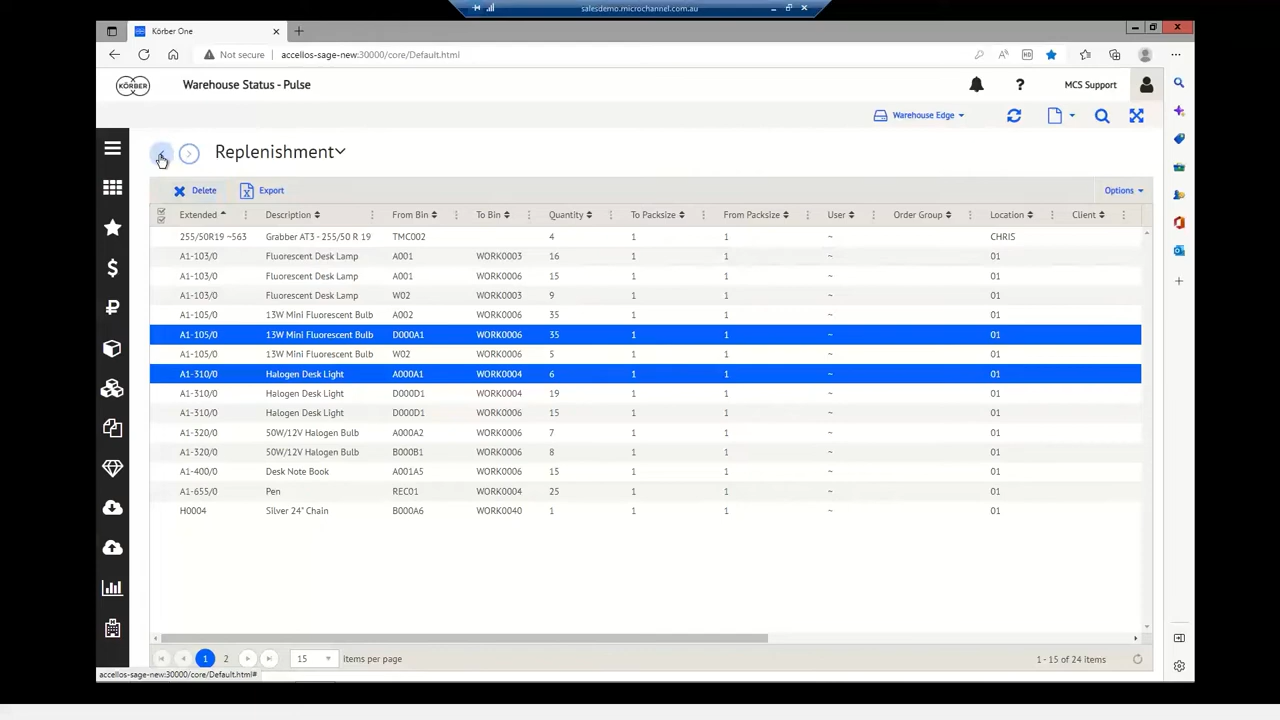 salesdemo.microchannel.com.au
Körber One
Not secure accellos-sage-new:30000/core/Default.html
KÖRBER Warehouse Status - Pulse ? MCS Support
Warehouse Edge
Replenishment
Delete Export Options
Extended Description From Bin To Bin Quantity To Packsize From Packsize User Order Group Location Client
255/50R19 ~563 Grabber AT3 - 255/50 R 19 TMC002 4 1 1 ~ CHRIS
A1-103/0 Fluorescent Desk Lamp A001 WORK0003 16 1 1 ~ 01
A1-103/0 Fluorescent Desk Lamp A001 WORK0006 15 1 1 ~ 01
A1-103/0 Fluorescent Desk Lamp W02 WORK0003 9 1 1 ~ 01
A1-105/0 13W Mini Fluorescent Bulb A002 WORK0006 35 1 1 ~ 01
A1-105/0 13W Mini Fluorescent Bulb D000A1 WORK0006 35 1 1 ~ 01
A1-105/0 13W Mini Fluorescent Bulb W02 WORK0006 5 1 1 ~ 01
A1-310/0 Halogen Desk Light A000A1 WORK0004 6 1 1 ~ 01
A1-310/0 Halogen Desk Light D000D1 WORK0004 19 1 1 ~ 01
A1-310/0 Halogen Desk Light D000D1 WORK0006 15 1 1 ~ 01
A1-320/0 50W/12V Halogen Bulb A000A2 WORK0006 7 1 1 ~ 01
A1-320/0 50W/12V Halogen Bulb B000B1 WORK0006 8 1 1 ~ 01
A1-400/0 Desk Note Book A001A5 WORK0006 15 1 1 ~ 01
A1-655/0 Pen REC01 WORK0004 25 1 1 ~ 01
H0004 Silver 24" Chain B000A6 WORK0040 1 1 1 ~ 01
1 2 15 items per page 1 - 15 of 24 items
accellos-sage-new:30000/core/Default.html#